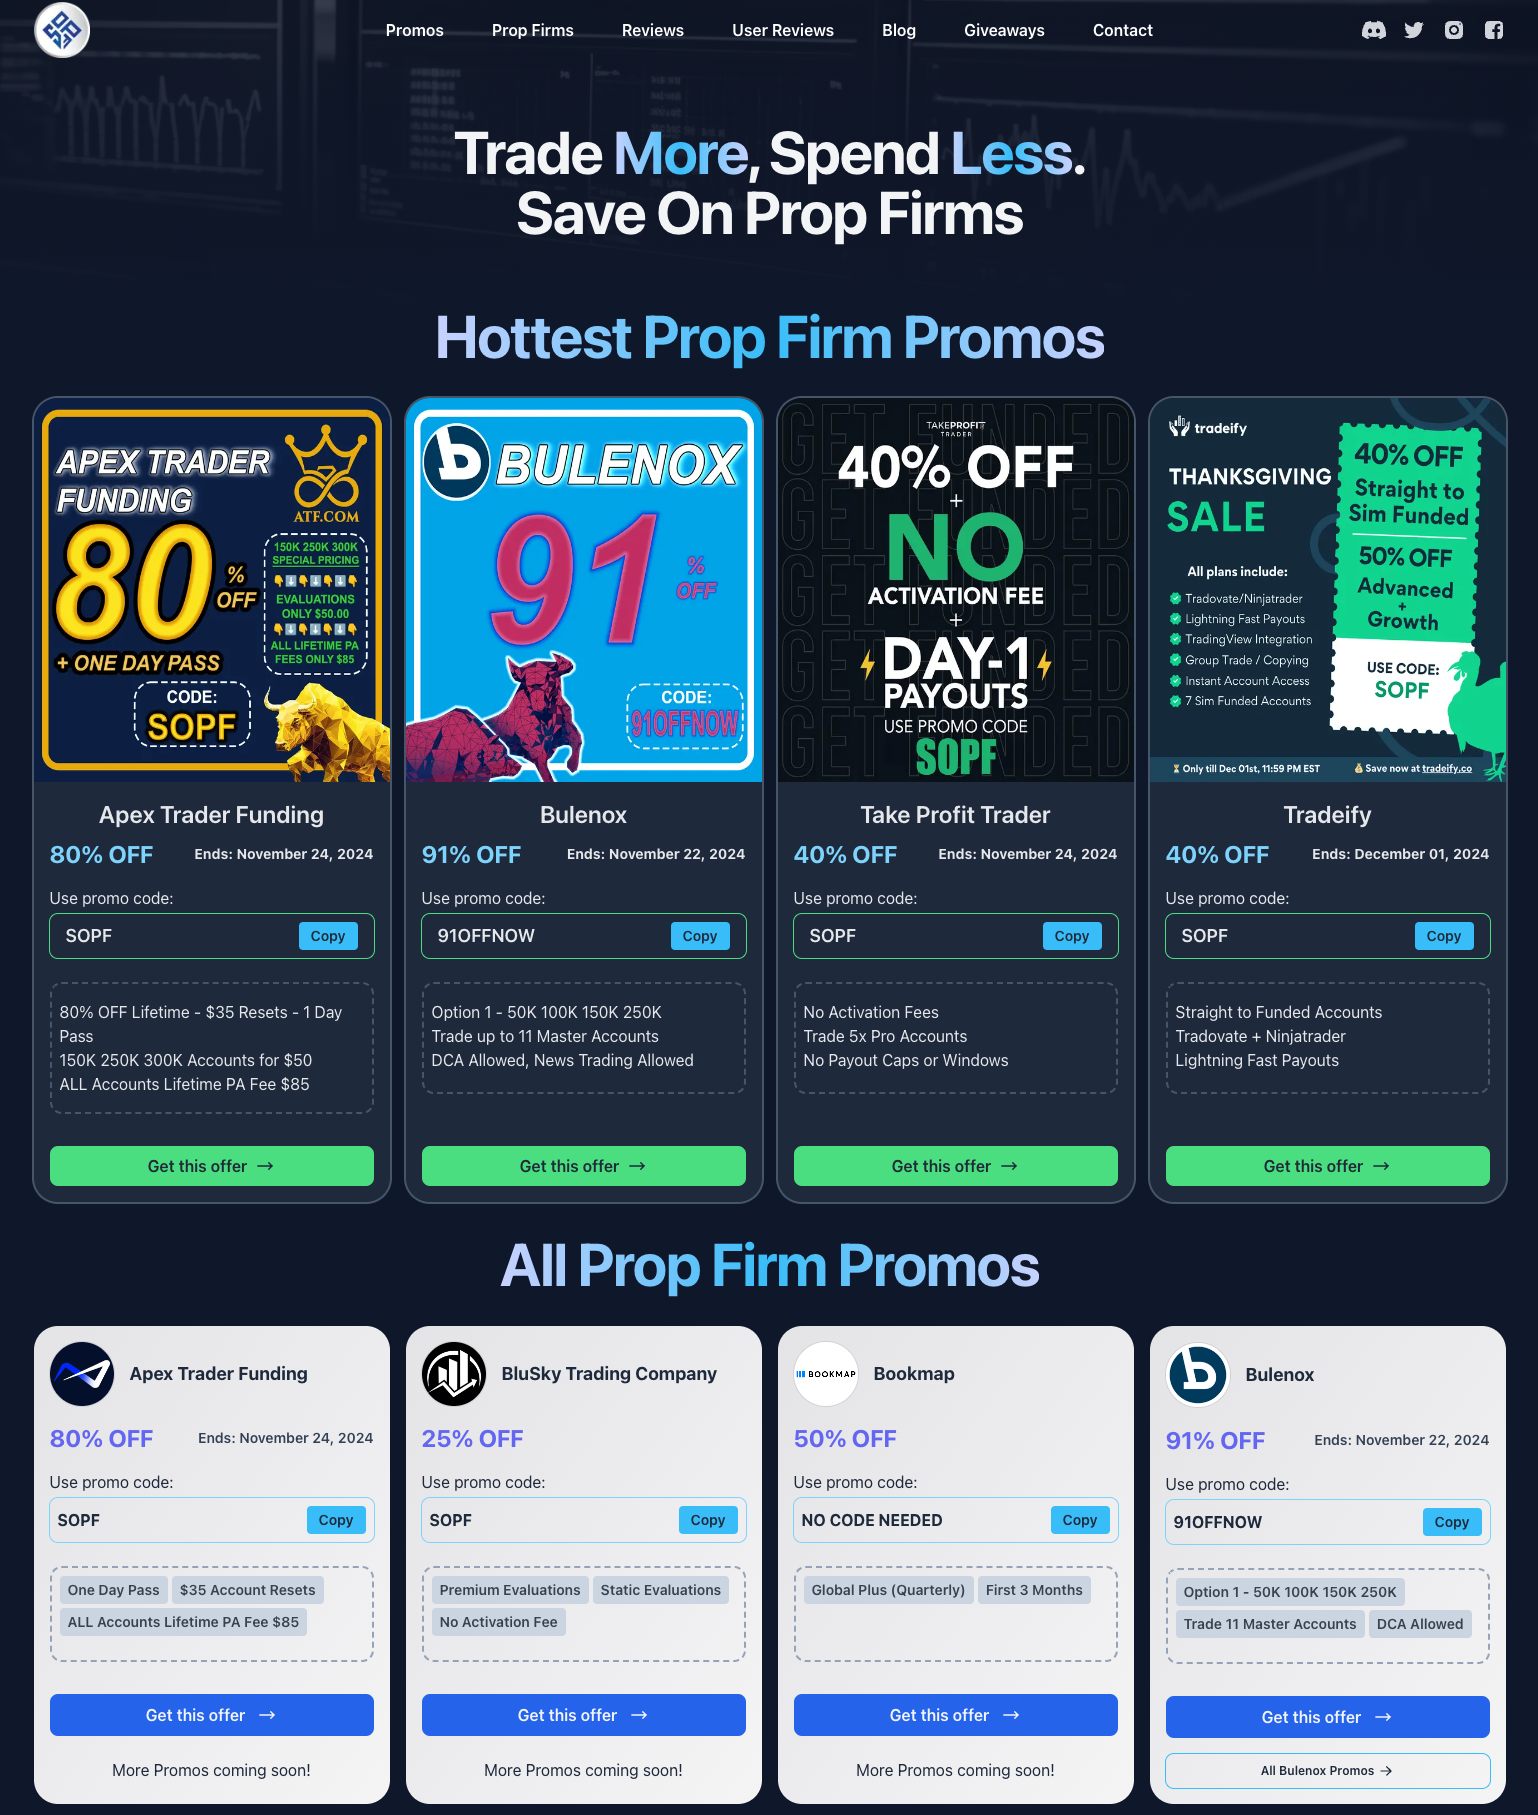 Promos
Prop Firms
Reviews
User Reviews
Blog
Giveaways
Contact
Trade More, Spend Less.
Save On Prop Firms
Hottest Prop Firm Promos
APEX TRADER
FUNDING
ATF.COM
80
%
OFF
+ ONE DAY PASS
150K 250K 300K
SPECIAL PRICING
EVALUATIONS
ONLY $50.00
ALL LIFETIME PA
FEES ONLY $85
CODE:
SOPF
Apex Trader Funding
80% OFF
Ends: November 24, 2024
Use promo code:
SOPF
Copy
80% OFF Lifetime - $35 Resets - 1 Day
Pass
150K 250K 300K Accounts for $50
ALL Accounts Lifetime PA Fee $85
Get this offer →
BULENOX
91
%
OFF
CODE:
91OFFNOW
Bulenox
91% OFF
Ends: November 22, 2024
Use promo code:
91OFFNOW
Copy
Option 1 - 50K 100K 150K 250K
Trade up to 11 Master Accounts
DCA Allowed, News Trading Allowed
Get this offer →
GET FUNDED
TAKEPROFIT
TRADER
40% OFF
+
NO
ACTIVATION FEE
+
DAY-1
PAYOUTS
USE PROMO CODE
SOPF
Take Profit Trader
40% OFF
Ends: November 24, 2024
Use promo code:
SOPF
Copy
No Activation Fees
Trade 5x Pro Accounts
No Payout Caps or Windows
Get this offer →
tradeify
THANKSGIVING
SALE
All plans include:
Tradovate/Ninjatrader
Lightning Fast Payouts
TradingView Integration
Group Trade / Copying
Instant Account Access
7 Sim Funded Accounts
40% OFF
Straight to
Sim Funded
50% OFF
Advanced
+
Growth
USE CODE:
SOPF
Only till Dec 01st, 11:59 PM EST
Save now at tradeify.co
Tradeify
40% OFF
Ends: December 01, 2024
Use promo code:
SOPF
Copy
Straight to Funded Accounts
Tradovate + Ninjatrader
Lightning Fast Payouts
Get this offer →
All Prop Firm Promos
Apex Trader Funding
80% OFF
Ends: November 24, 2024
Use promo code:
SOPF
Copy
One Day Pass
$35 Account Resets
ALL Accounts Lifetime PA Fee $85
Get this offer →
More Promos coming soon!
BluSky Trading Company
25% OFF
Use promo code:
SOPF
Copy
Premium Evaluations
Static Evaluations
No Activation Fee
Get this offer →
More Promos coming soon!
BOOKMAP
Bookmap
50% OFF
Use promo code:
NO CODE NEEDED
Copy
Global Plus (Quarterly)
First 3 Months
Get this offer →
More Promos coming soon!
Bulenox
91% OFF
Ends: November 22, 2024
Use promo code:
91OFFNOW
Copy
Option 1 - 50K 100K 150K 250K
Trade 11 Master Accounts
DCA Allowed
Get this offer →
All Bulenox Promos →